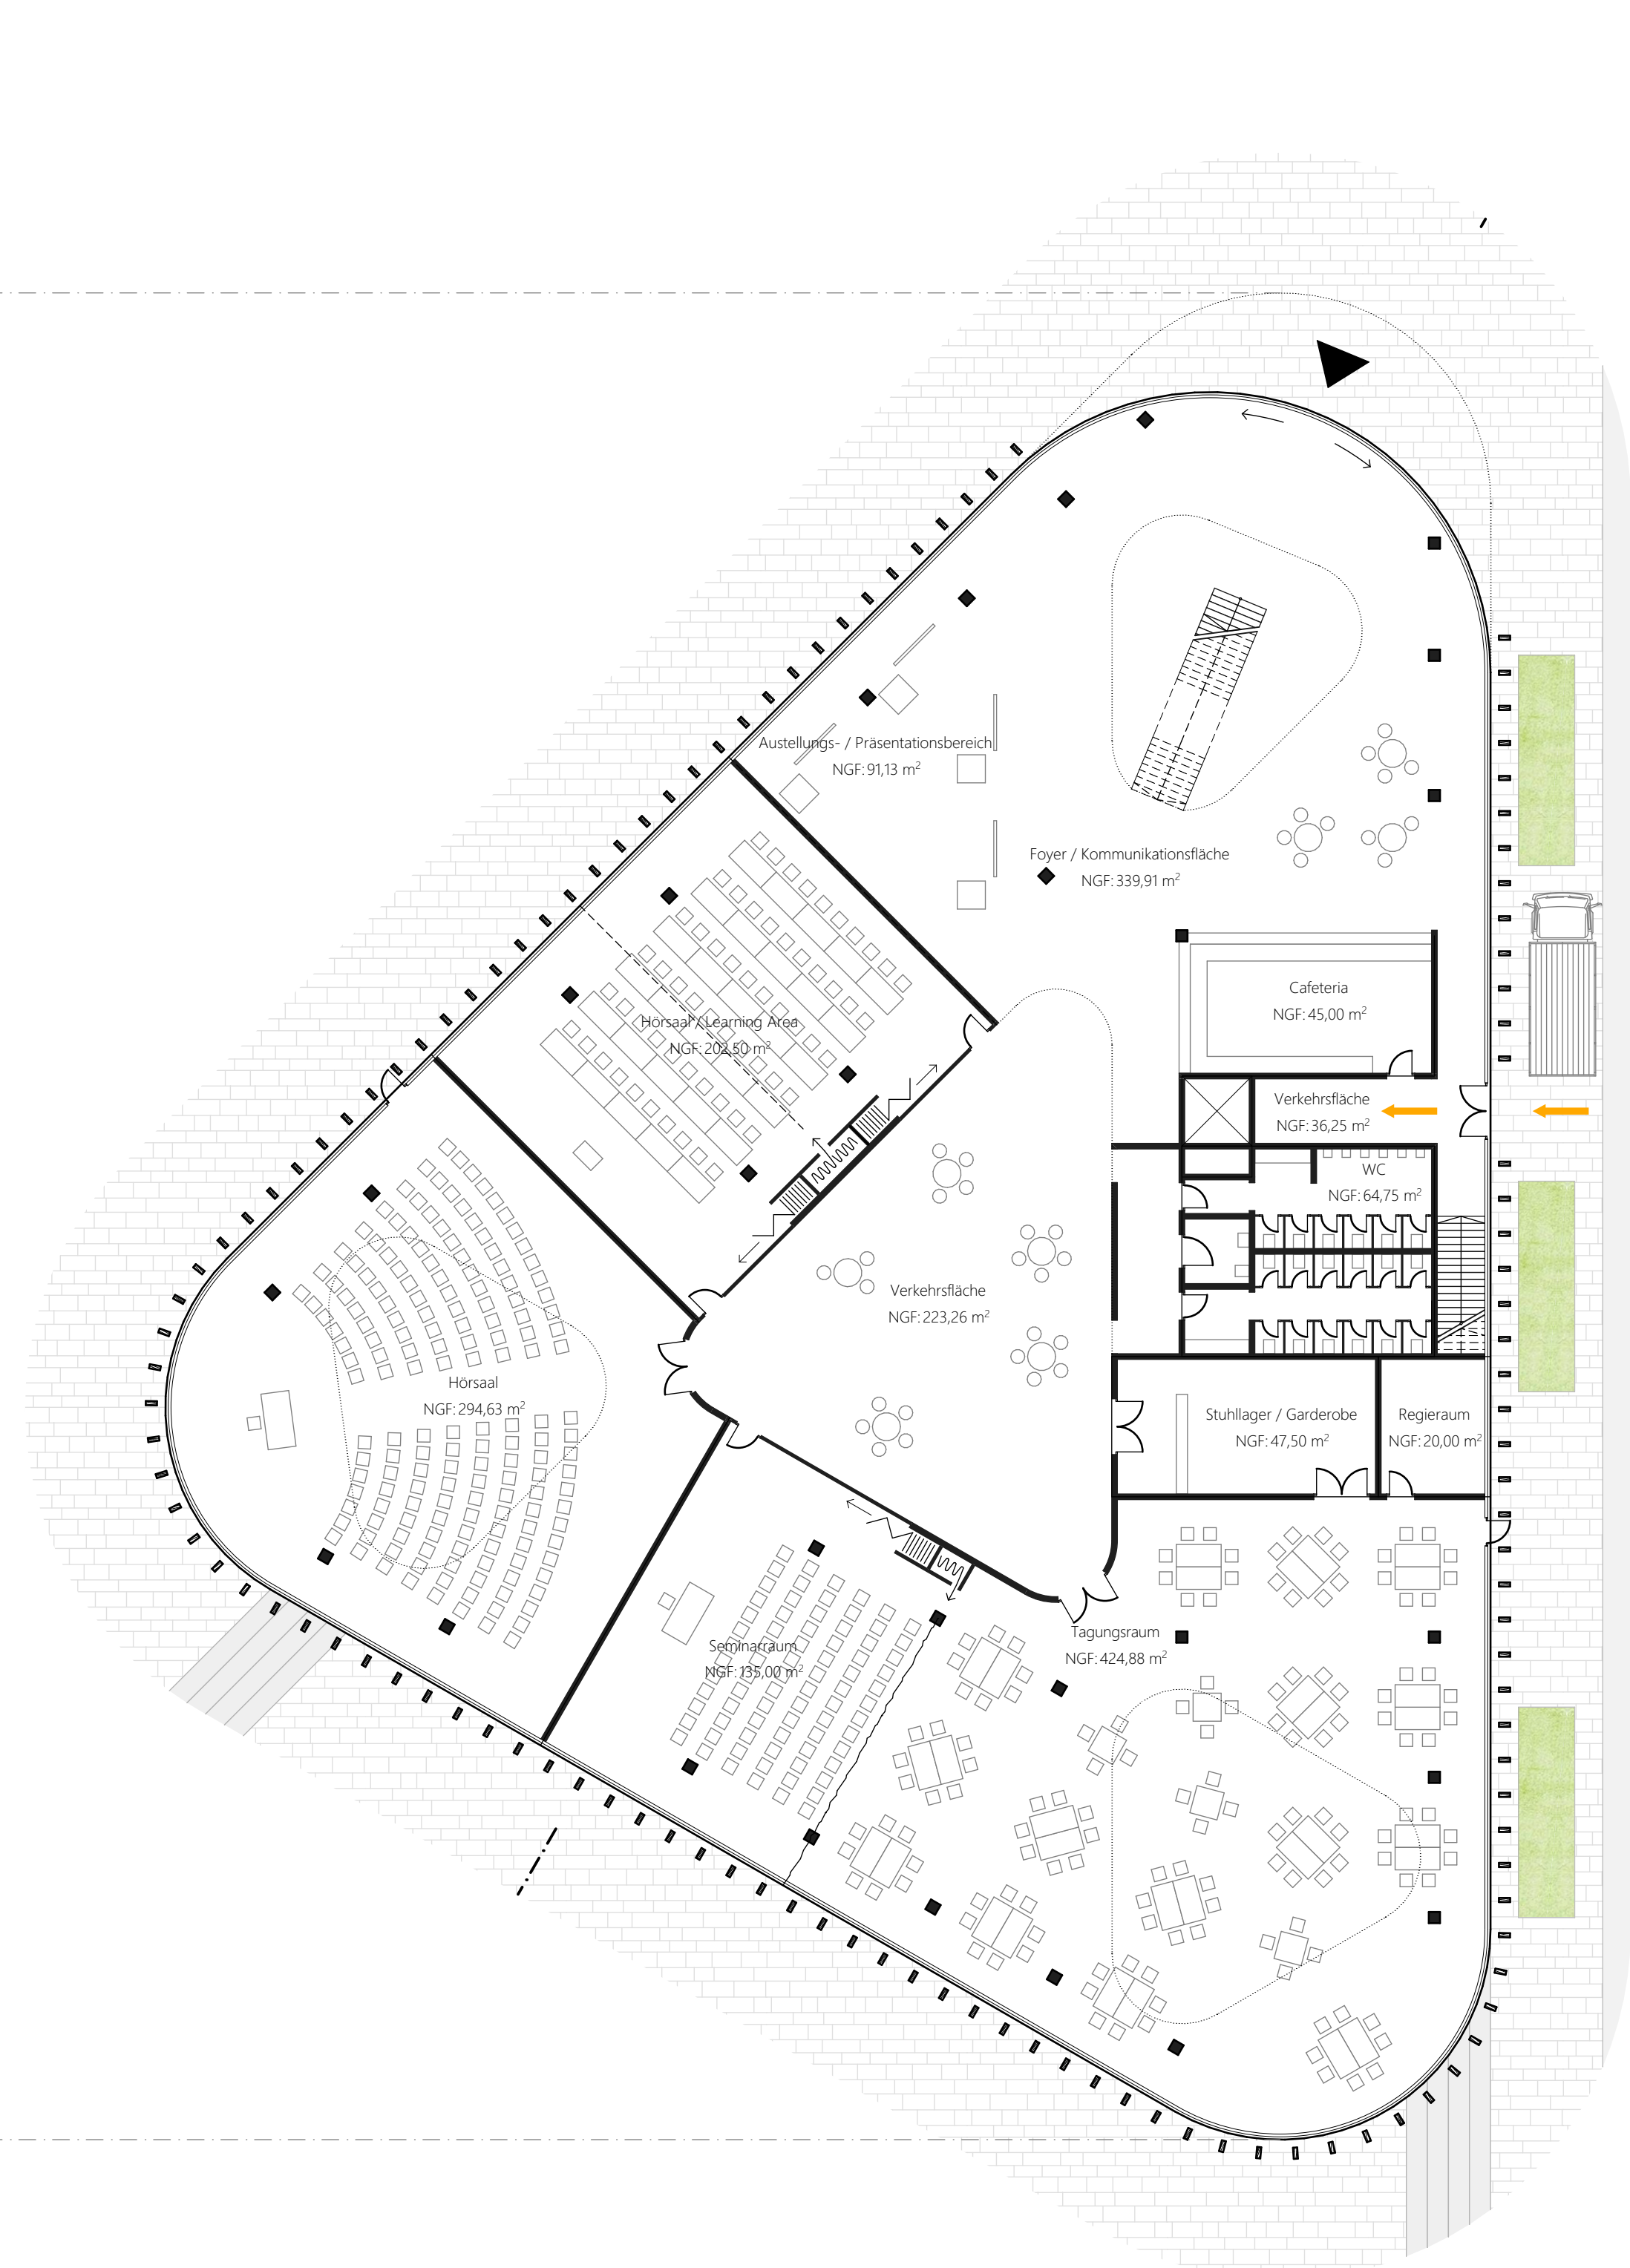 Austellungs- / Präsentationsbereich
NGF: 91,13 m²
Foyer / Kommunikationsfläche
NGF: 339,91 m²
Cafeteria
NGF: 45,00 m²
Hörsaal / Learning Area
NGF: 202,50 m²
Verkehrsfläche
NGF: 36,25 m²
WC
NGF: 64,75 m²
Verkehrsfläche
NGF: 223,26 m²
Hörsaal
NGF: 294,63 m²
Stuhllager / Garderobe
NGF: 47,50 m²
Regieraum
NGF: 20,00 m²
Tagungsraum
NGF: 424,88 m²
Seminarraum
NGF: 135,00 m²